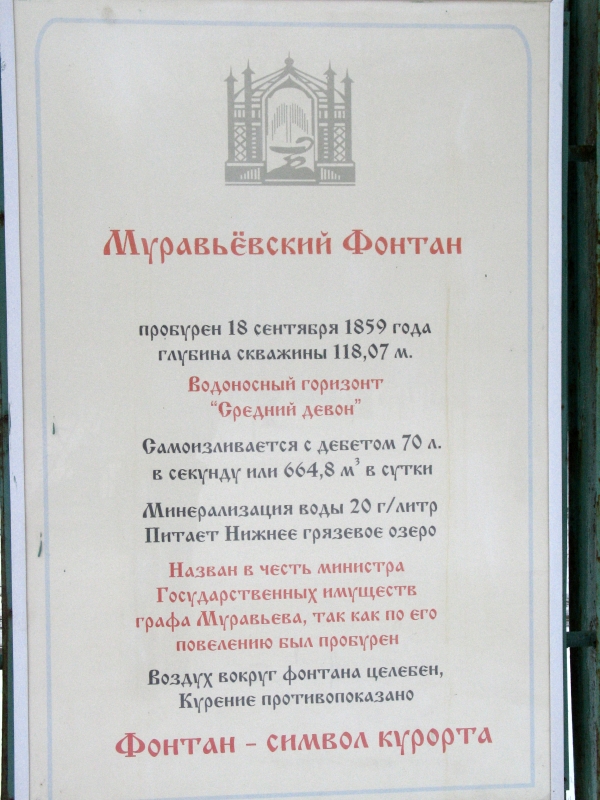 Муравьёвский Фонтан
пробурен 18 сентября 1859 года
глубина скважины 118,07 м.
Водоносный горизонт
“Средний девон”
Самоизливается с дебетом 70 л.
в секунду или 664,8 м³ в сутки
Минерализация воды 20 г/литр
Питает Нижнее грязевое озеро
Назван в честь министра
Государственных имуществ
графа Муравьева, так как по его
повелению был пробурен
Воздух вокруг фонтана целебен,
Курение противопоказано
Фонтан - символ курорта